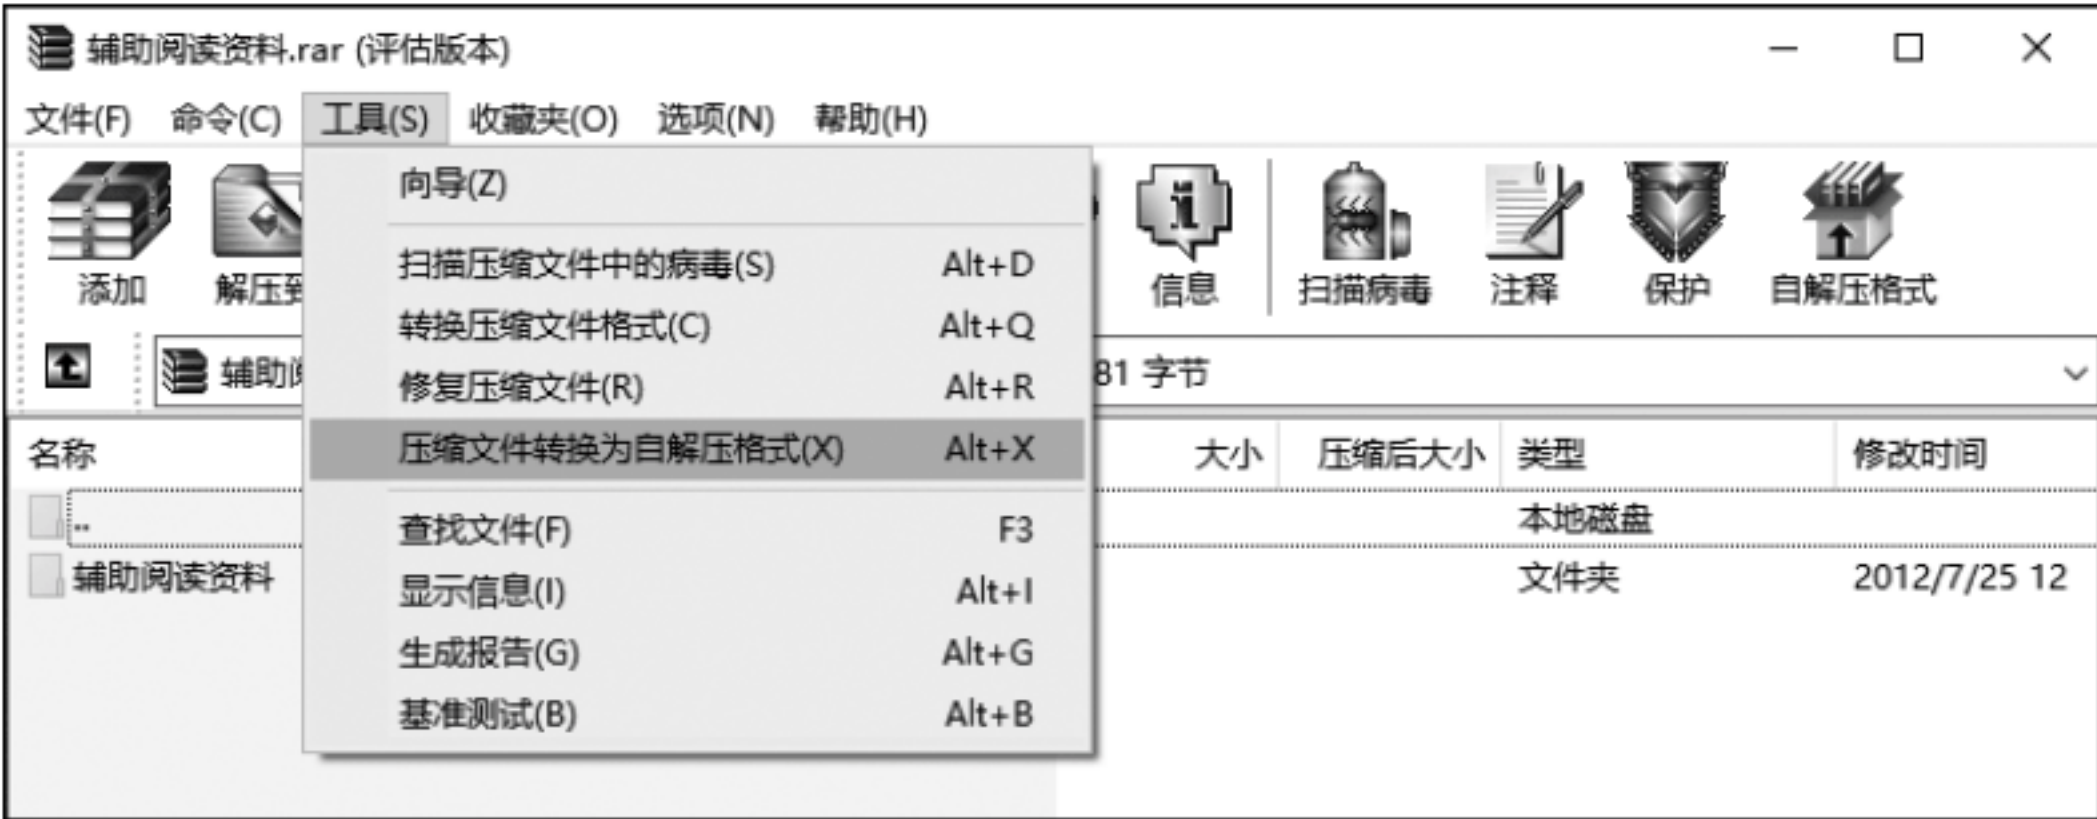 辅助阅读资料.rar (评估版本)
文件(F) 命令(C) 工具(S) 收藏夹(O) 选项(N) 帮助(H)
添加 解压到 信息 扫描病毒 注释 保护 自解压格式
向导(Z)
扫描压缩文件中的病毒(S) Alt+D
转换压缩文件格式(C) Alt+Q
修复压缩文件(R) Alt+R
压缩文件转换为自解压格式(X) Alt+X
查找文件(F) F3
显示信息(I) Alt+I
生成报告(G) Alt+G
基准测试(B) Alt+B
辅助 81 字节
名称 大小 压缩后大小 类型 修改时间
.. 本地磁盘
辅助阅读资料 文件夹 2012/7/25 12